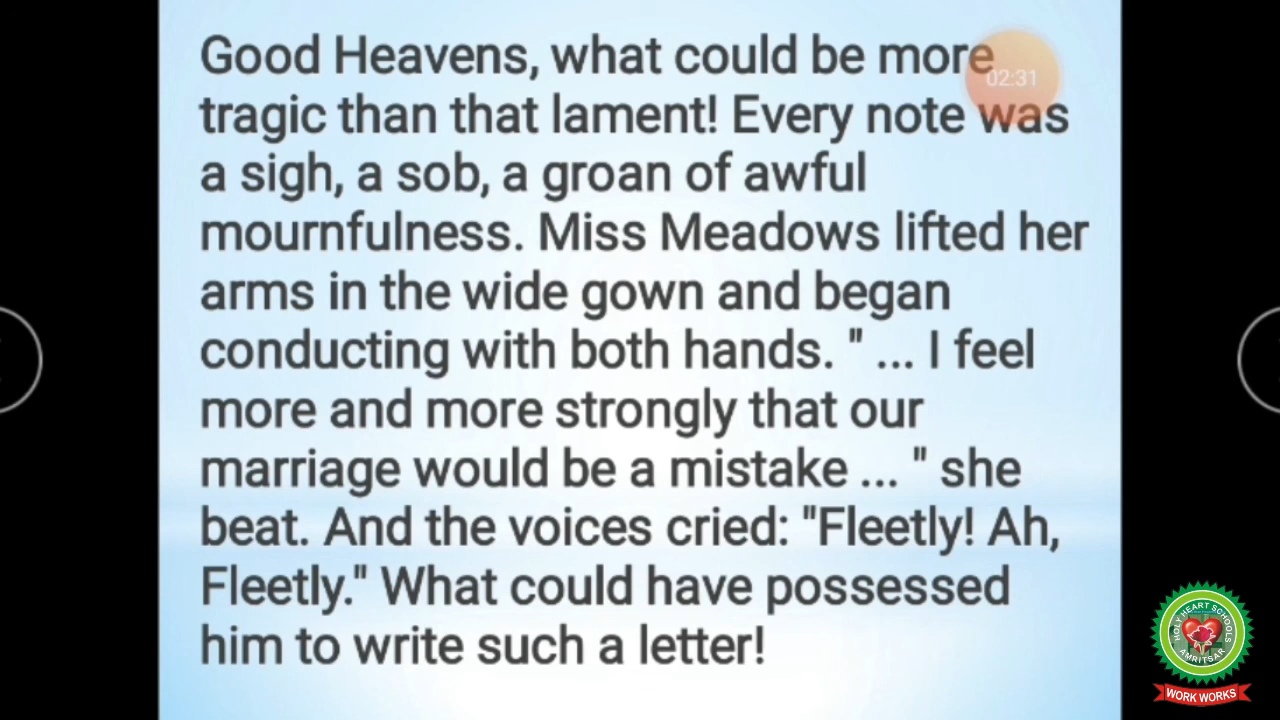 Good Heavens, what could be more
02:31
tragic than that lament! Every note was
a sigh, a sob, a groan of awful
mournfulness. Miss Meadows lifted her
arms in the wide gown and began
conducting with both hands. " ... I feel
more and more strongly that our
marriage would be a mistake ... " she
beat. And the voices cried: "Fleetly! Ah,
Fleetly." What could have possessed
him to write such a letter!
HOLY HEART SCHOOLS
AMRITSAR
WORK WORKS